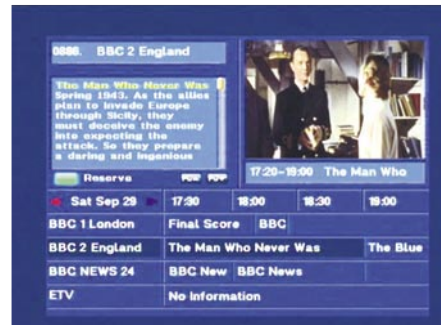 0886. BBC 2 England
The Man Who Never Was
Spring 1943. As the allies
plan to invade Europe
through Sicily, they
must deceive the enemy
into expecting the
attack. So they prepare
a daring and ingenious
Reserve
17:20-19:00 The Man Who
Sat Sep 29 17:30 18:00 18:30 19:00
BBC 1 London Final Score BBC
BBC 2 England The Man Who Never Was The Blue
BBC NEWS 24 BBC New BBC News
ETV No Information